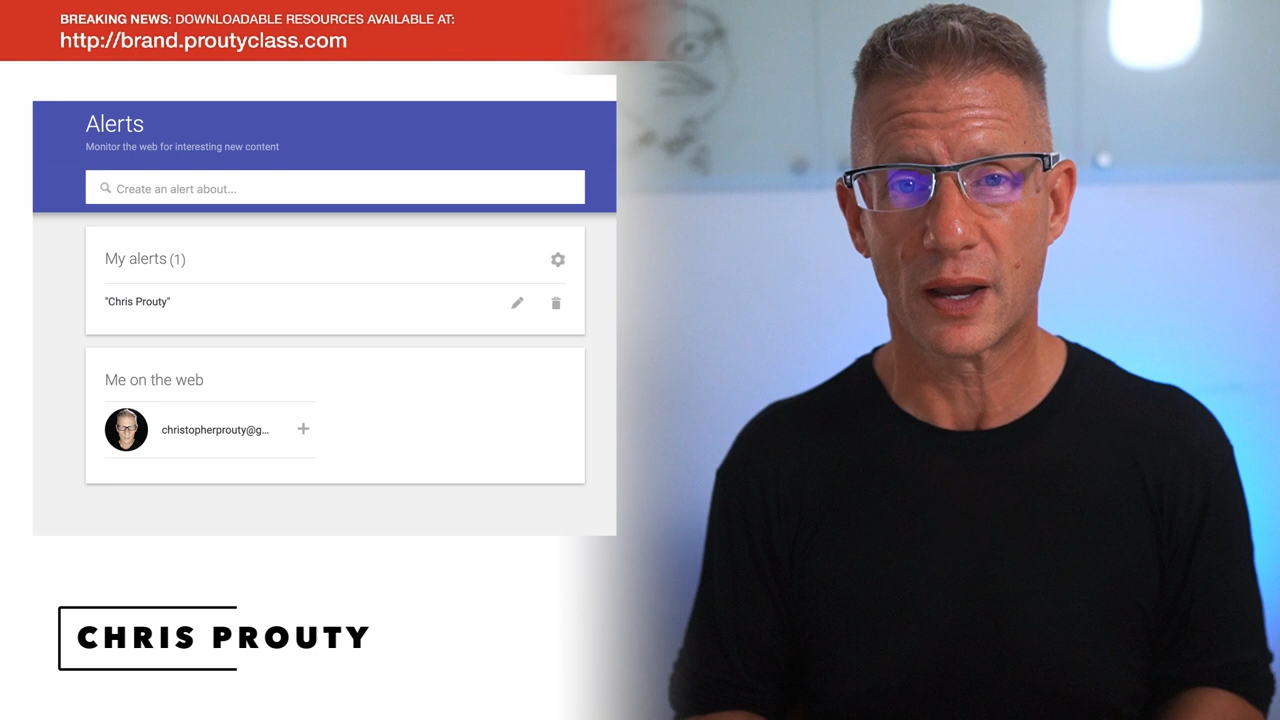 BREAKING NEWS: DOWNLOADABLE RESOURCES AVAILABLE AT:
http://brand.proutyclass.com
Alerts
Monitor the web for interesting new content
Create an alert about...
My alerts (1)
"Chris Prouty"
Me on the web
christopherprouty@g...
CHRIS PROUTY